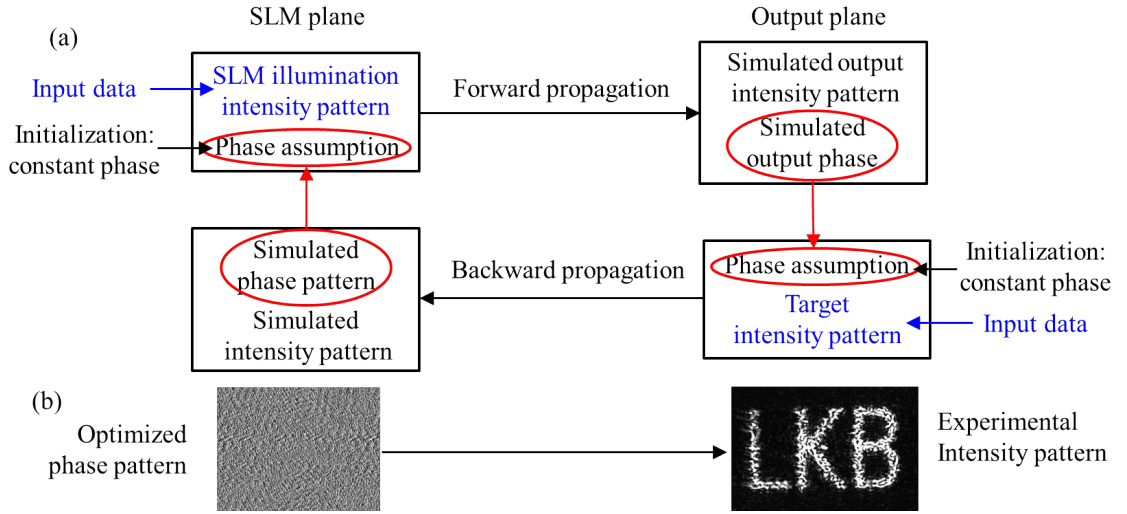 SLM plane
Output plane
(a)
Input data
SLM illumination
intensity pattern
Initialization:
constant phase
Phase assumption
Forward propagation
Simulated output
intensity pattern
Simulated
output phase
Simulated
phase pattern
Simulated
intensity pattern
Backward propagation
Phase assumption
Target
intensity pattern
Initialization:
constant phase
Input data
(b)
Optimized
phase pattern
LKB
Experimental
Intensity pattern